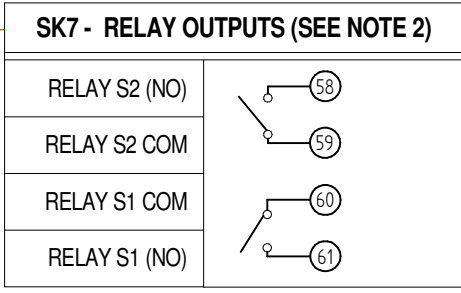 SK7 - RELAY OUTPUTS (SEE NOTE 2)
RELAY S2 (NO) 58
RELAY S2 COM 59
RELAY S1 COM 60
RELAY S1 (NO) 61